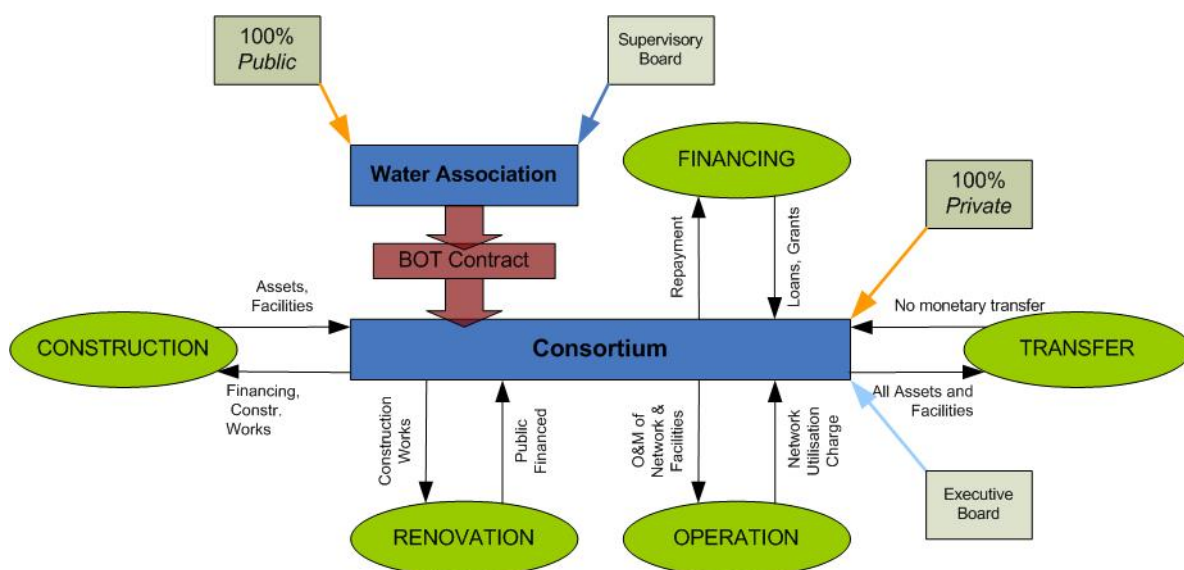 100%
Public
Supervisory
Board
Water Association
FINANCING
100%
Private
BOT Contract
Repayment
Loans, Grants
Assets,
Facilities
No monetary transfer
CONSTRUCTION
Consortium
TRANSFER
Financing,
Constr.
Works
All Assets and
Facilities
Construction
Works
Public
Financed
O&M of
Network &
Facilities
Network
Utilisation
Charge
Executive
Board
RENOVATION
OPERATION